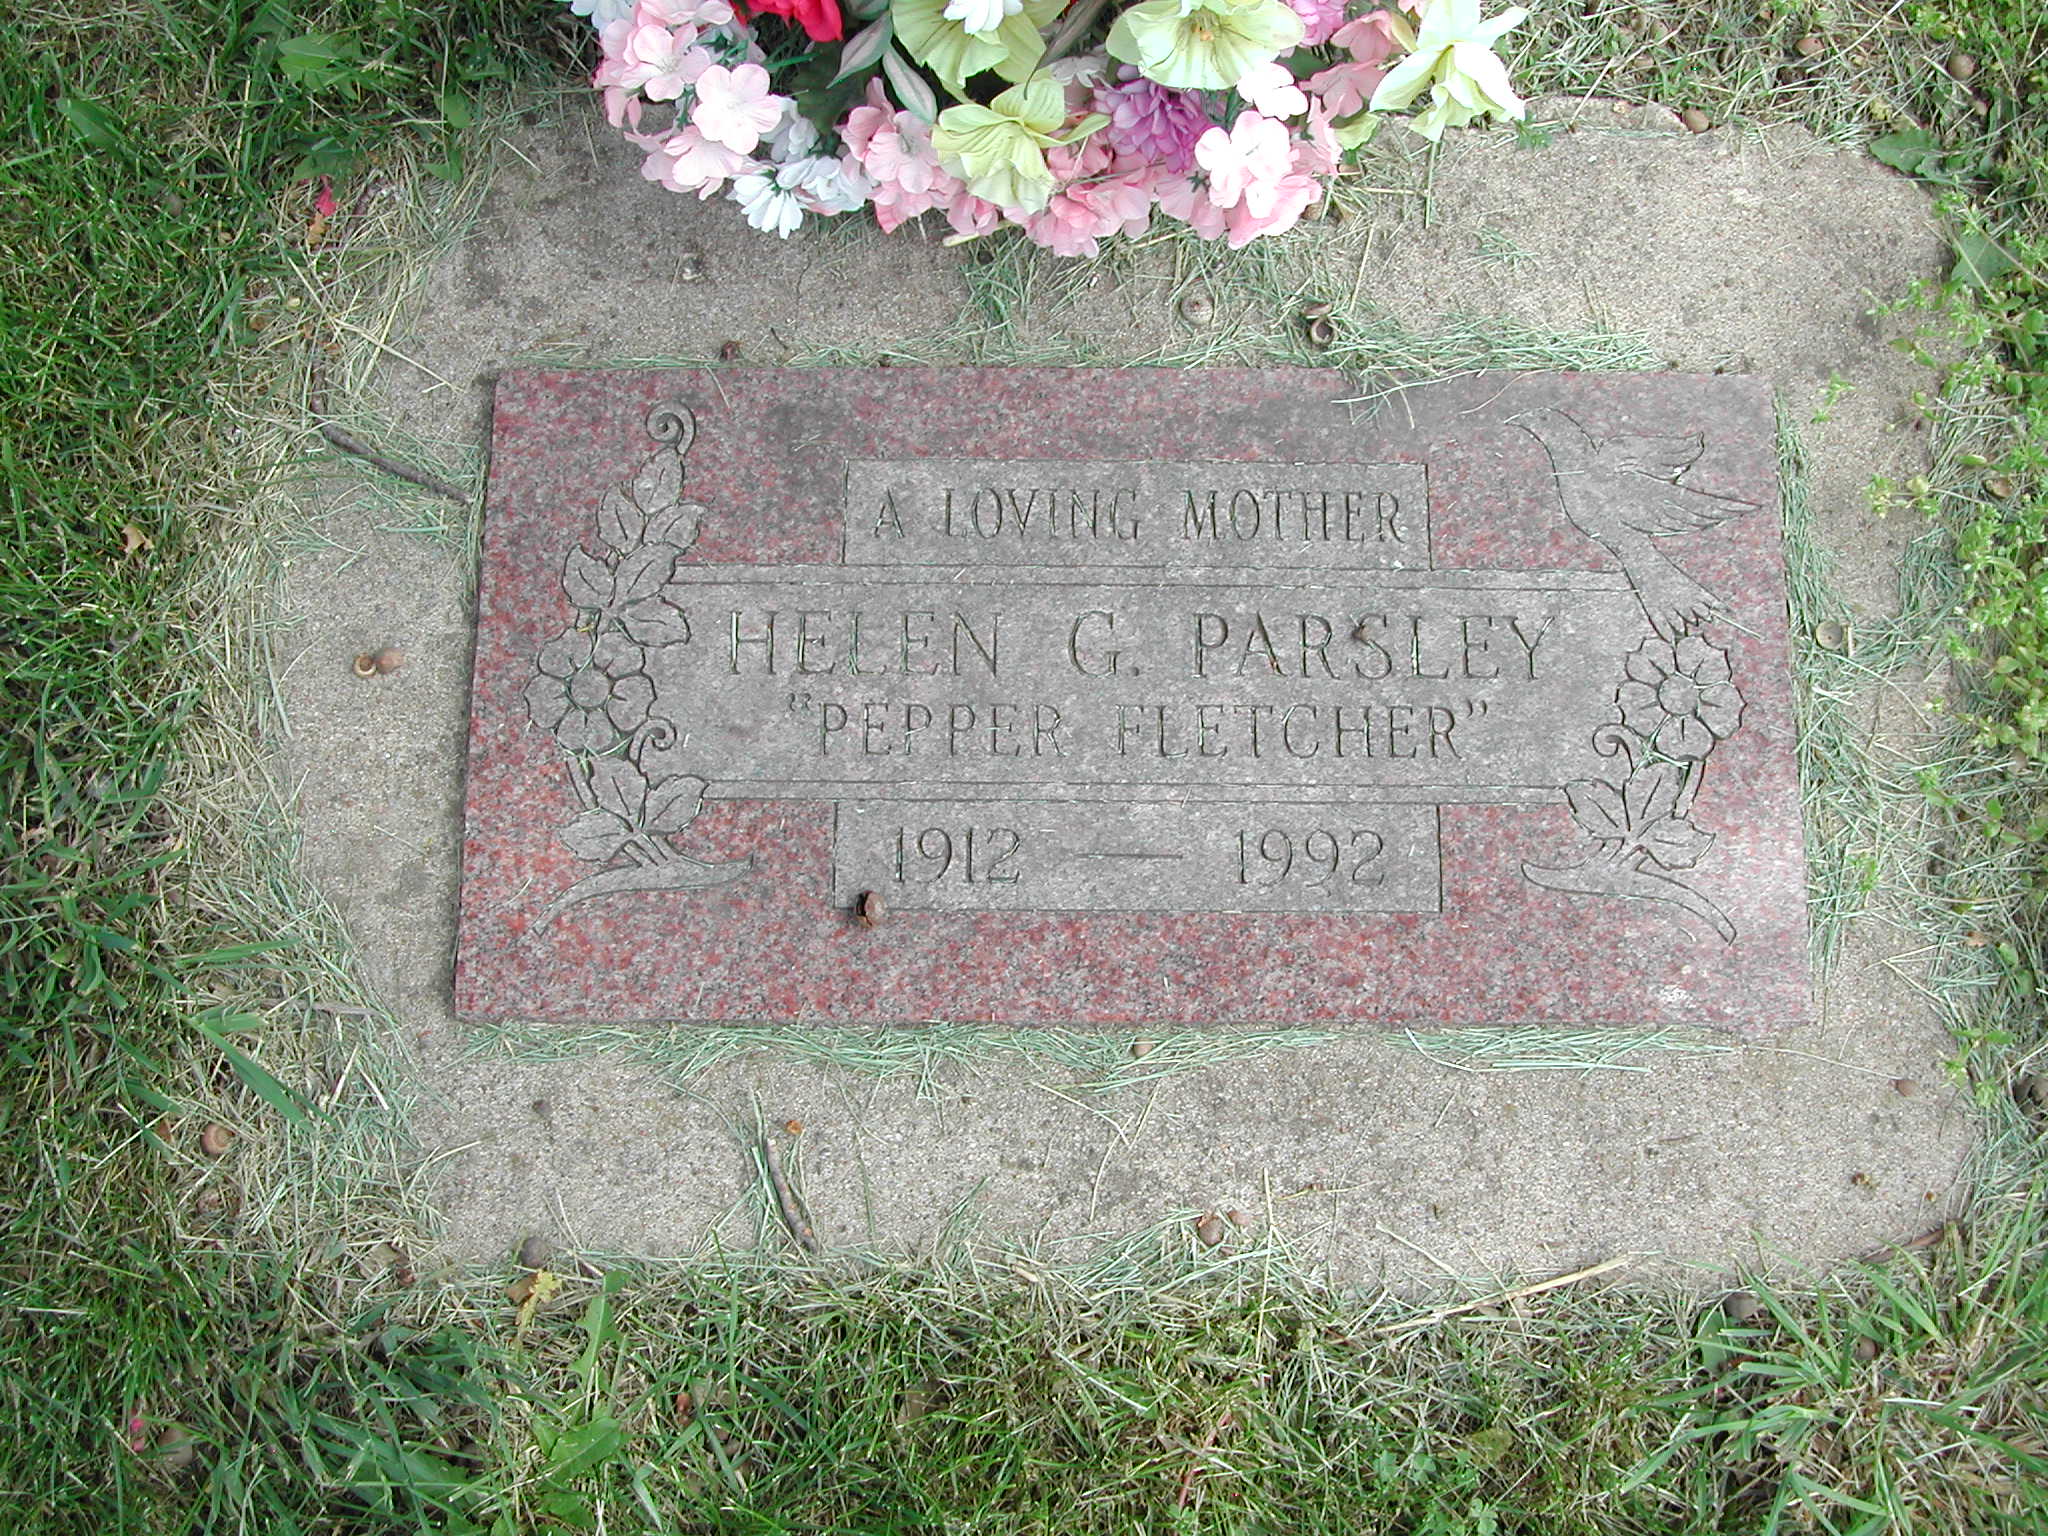 A LOVING MOTHER
HELEN G. PARSLEY
"PEPPER FLETCHER"
1912 — 1992